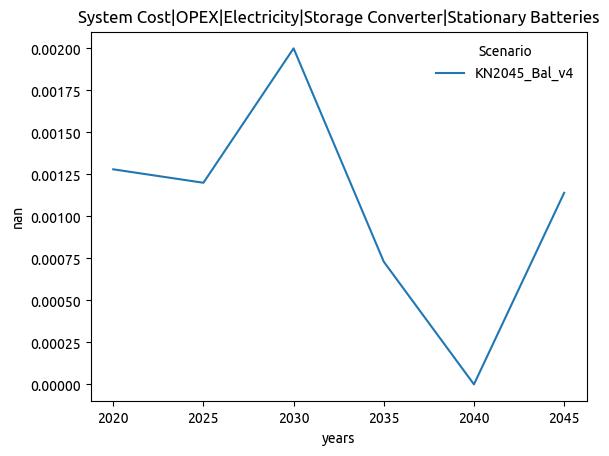 System Cost|OPEX|Electricity|Storage Converter|Stationary Batteries
Scenario
KN2045_Bal_v4
0.00200
0.00175
0.00150
0.00125
0.00100
0.00075
0.00050
0.00025
0.00000
nan
2020 2025 2030 2035 2040 2045
years